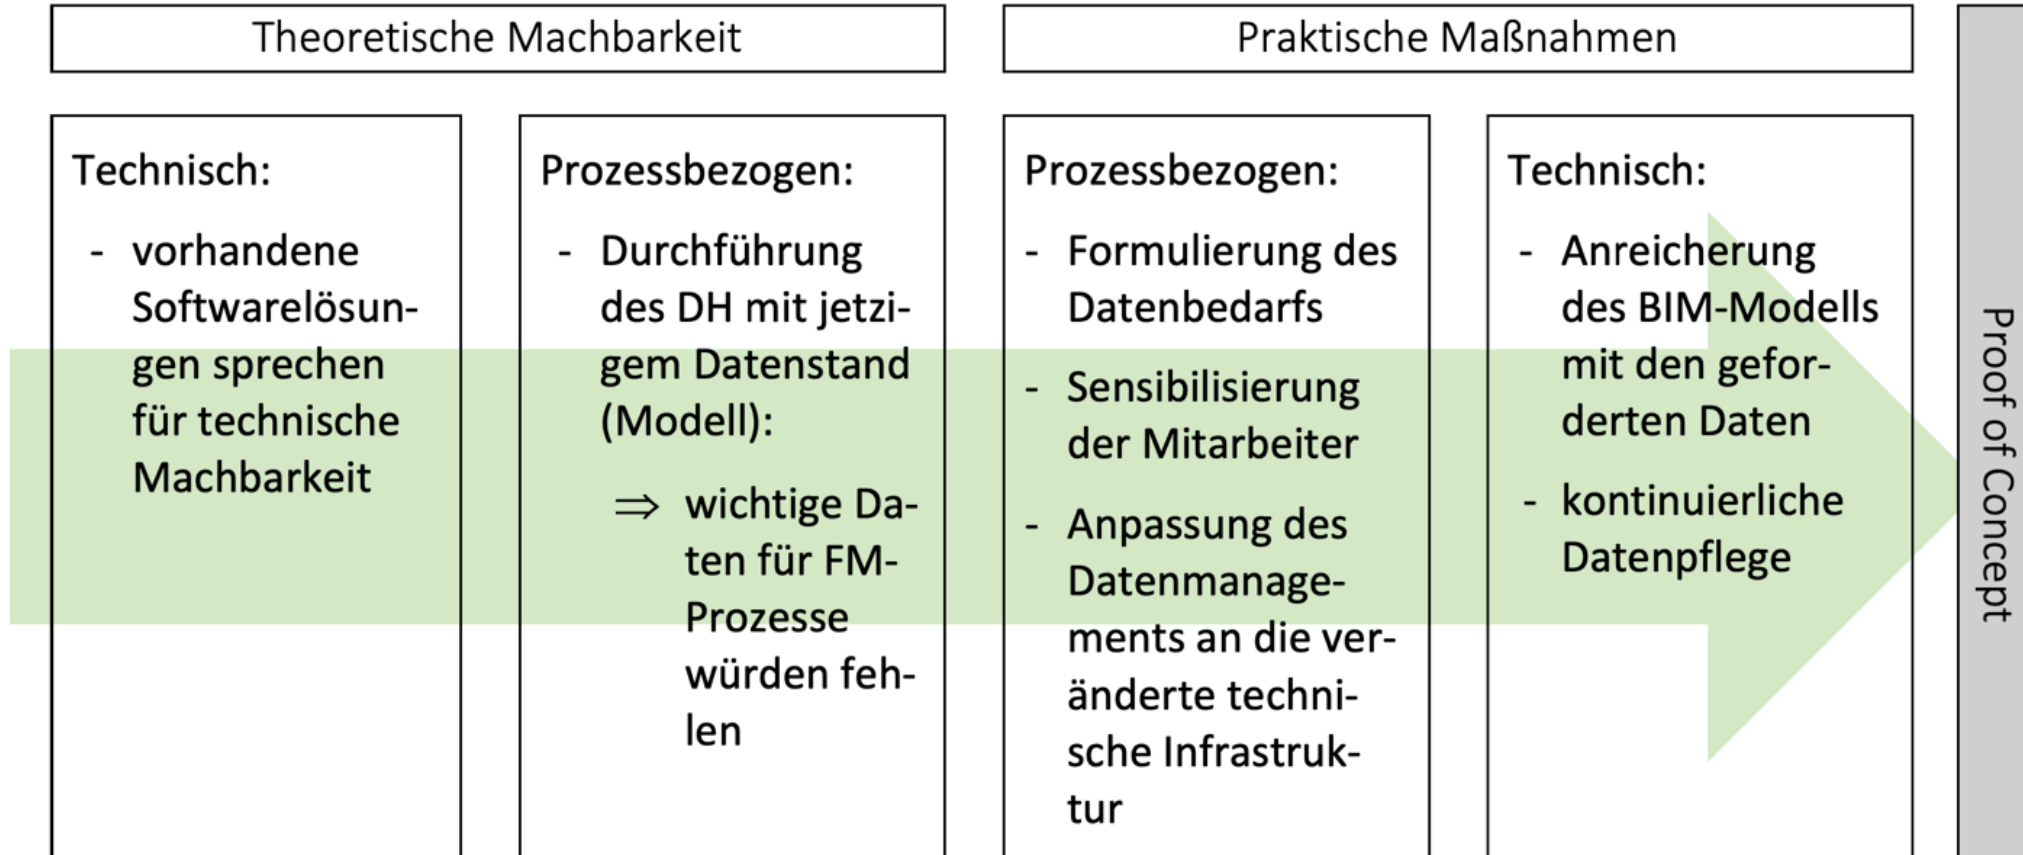 Theoretische Machbarkeit
Praktische Maßnahmen
Technisch:
- vorhandene
Softwarelösun-
gen sprechen
für technische
Machbarkeit
Prozessbezogen:
- Durchführung
des DH mit jetzi-
gem Datenstand
(Modell):
⇒ wichtige Da-
ten für FM-
Prozesse
würden feh-
len
Prozessbezogen:
- Formulierung des
Datenbedarfs
- Sensibilisierung
der Mitarbeiter
- Anpassung des
Datenmanage-
ments an die ver-
änderte techni-
sche Infrastruk-
tur
Technisch:
- Anreicherung
des BIM-Modells
mit den gefor-
derten Daten
- kontinuierliche
Datenpflege
Proof of Concept